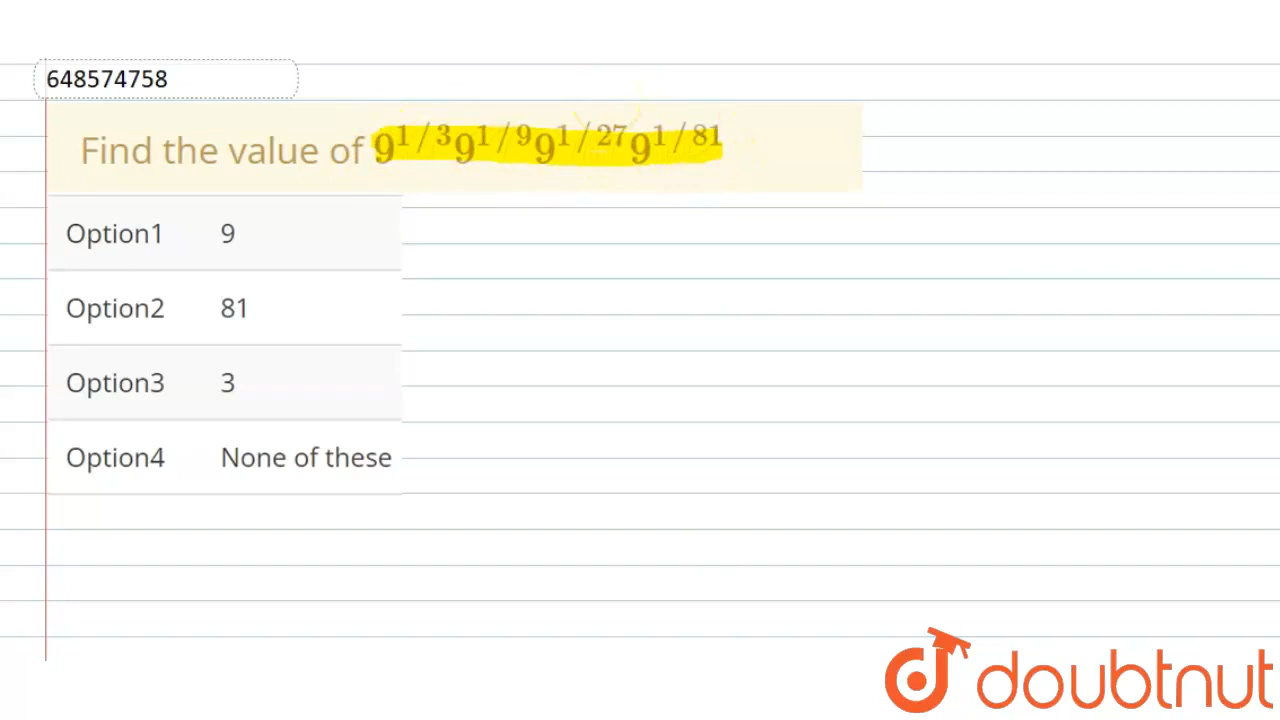 648574758
Find the value of 9^{1/3}9^{1/9}9^{1/27}9^{1/81}
Option1 9
Option2 81
Option3 3
Option4 None of these
doubtnut